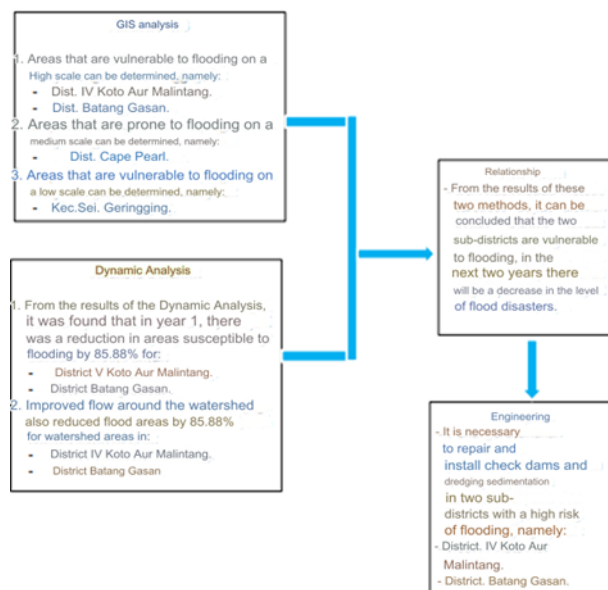 GIS analysis
1. Areas that are vulnerable to flooding on a
High scale can be determined, namely:
- Dist. IV Koto Aur Malintang.
- Dist. Batang Gasan.
2. Areas that are prone to flooding on a
medium scale can be determined, namely:
- Dist. Cape Pearl.
3. Areas that are vulnerable to flooding on
a low scale can be determined, namely:
- Kec.Sei. Geringging.
Dynamic Analysis
1. From the results of the Dynamic Analysis,
it was found that in year 1, there
was a reduction in areas susceptible to
flooding by 85.88% for:
- District V Koto Aur Malintang.
- District Batang Gasan.
2. Improved flow around the watershed
also reduced flood areas by 85.88%
for watershed areas in:
- District IV Koto Aur Malintang.
- District Batang Gasan
Relationship
- From the results of these
two methods, it can be
concluded that the two
sub-districts are vulnerable
to flooding, in the
next two years there
will be a decrease in the level
of flood disasters.
Engineering
- It is necessary
to repair and
install check dams and
dredging sedimentation
in two sub-
districts with a high risk
of flooding, namely:
- District. IV Koto Aur
Malintang.
- District. Batang Gasan.